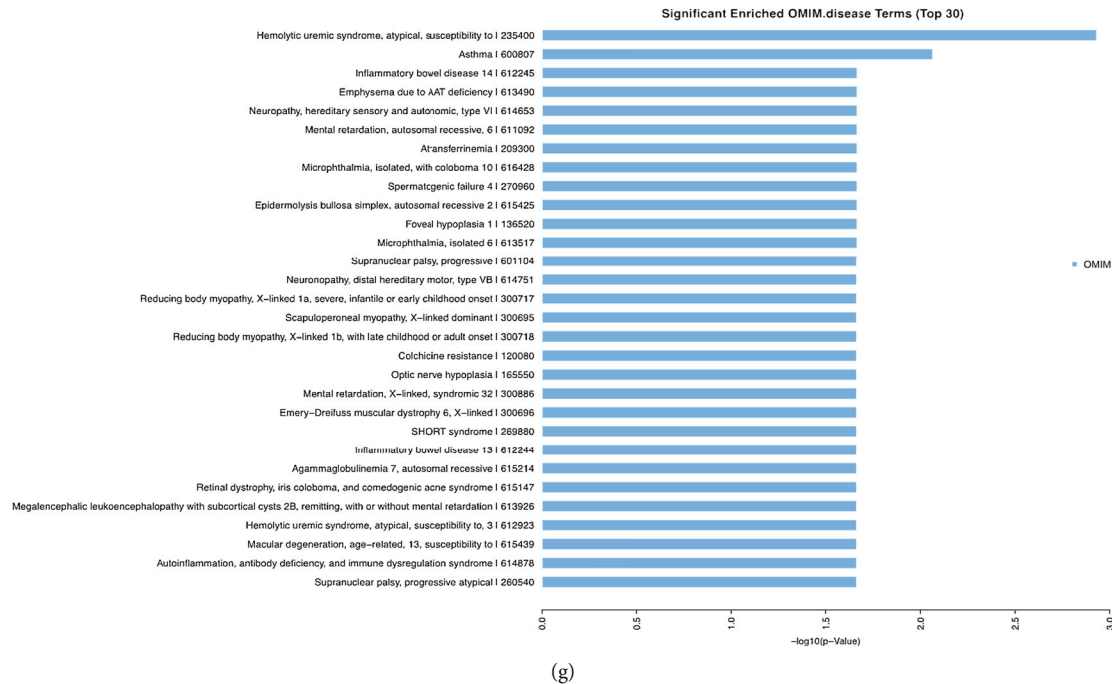 Significant Enriched OMIM.disease Terms (Top 30)
Hemolytic uremic syndrome, atypical, susceptibility to | 235400
Asthma | 600807
Inflammatory bowel disease 14 | 612245
Emphysema due to AAT deficiency | 613490
Neuropathy, hereditary sensory and autonomic, type VI | 614653
Mental retardation, autosomal recessive, 6 | 611092
Atransferrinemia | 209300
Microphthalmia, isolated, with coloboma 10 | 616428
Spermatogenic failure 4 | 270960
Epidermolysis bullosa simplex, autosomal recessive 2 | 615425
Foveal hypoplasia 1 | 136520
Microphthalmia, isolated 6 | 613517
Supranuclear palsy, progressive | 601104
Neuronopathy, distal hereditary motor, type VB | 614751
Reducing body myopathy, X−linked 1a, severe, infantile or early childhood onset | 300717
Scapuloperoneal myopathy, X−linked dominant | 300695
Reducing body myopathy, X−linked 1b, with late childhood or adult onset | 300718
Colchicine resistance | 120080
Optic nerve hypoplasia | 165550
Mental retardation, X−linked, syndromic 32 | 300886
Emery−Dreifuss muscular dystrophy 6, X−linked | 300696
SHORT syndrome | 269880
Inflammatory bowel disease 13 | 612244
Agammaglobulinemia 7, autosomal recessive | 615214
Retinal dystrophy, iris coloboma, and comedogenic acne syndrome | 615147
Megalencephalic leukoencephalopathy with subcortical cysts 2B, remitting, with or without mental retardation | 613926
Hemolytic uremic syndrome, atypical, susceptibility to, 3 | 612923
Macular degeneration, age−related, 13, susceptibility to | 615439
Autoinflammation, antibody deficiency, and immune dysregulation syndrome | 614878
Supranuclear palsy, progressive atypical | 260540
OMIM
0.0 0.5 1.0 1.5 2.0 2.5 3.0
−log10(p−Value)
(g)